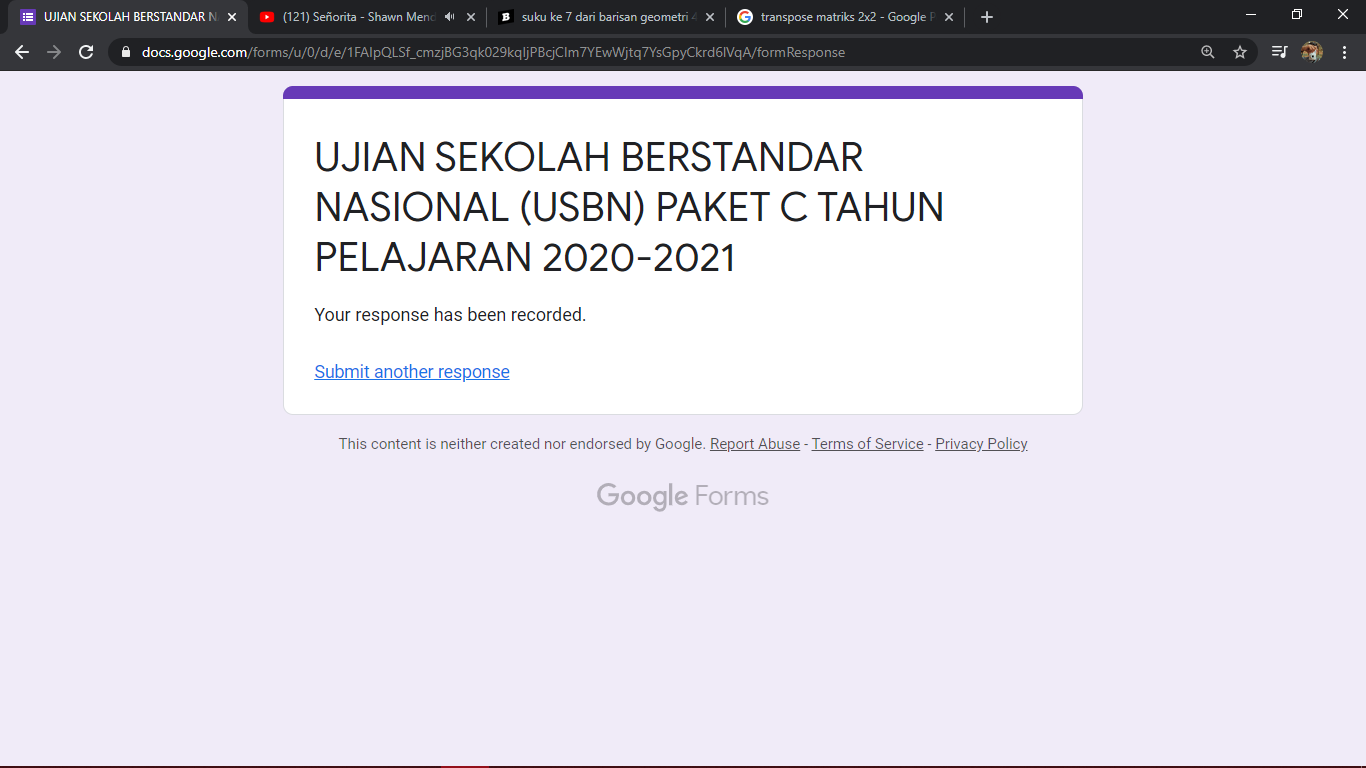 UJIAN SEKOLAH BERSTANDAR N
(121) Señorita - Shawn Mend
suku ke 7 dari barisan geometri 4
transpose matriks 2x2 - Google P
docs.google.com/forms/u/0/d/e/1FAIpQLSf_cmzjBG3qk029kqIjPBcjCIm7YEwWjtq7YsGpyCkrd6lVqA/formResponse
UJIAN SEKOLAH BERSTANDAR
NASIONAL (USBN) PAKET C TAHUN
PELAJARAN 2020-2021
Your response has been recorded.
Submit another response
This content is neither created nor endorsed by Google. Report Abuse - Terms of Service - Privacy Policy
Google Forms